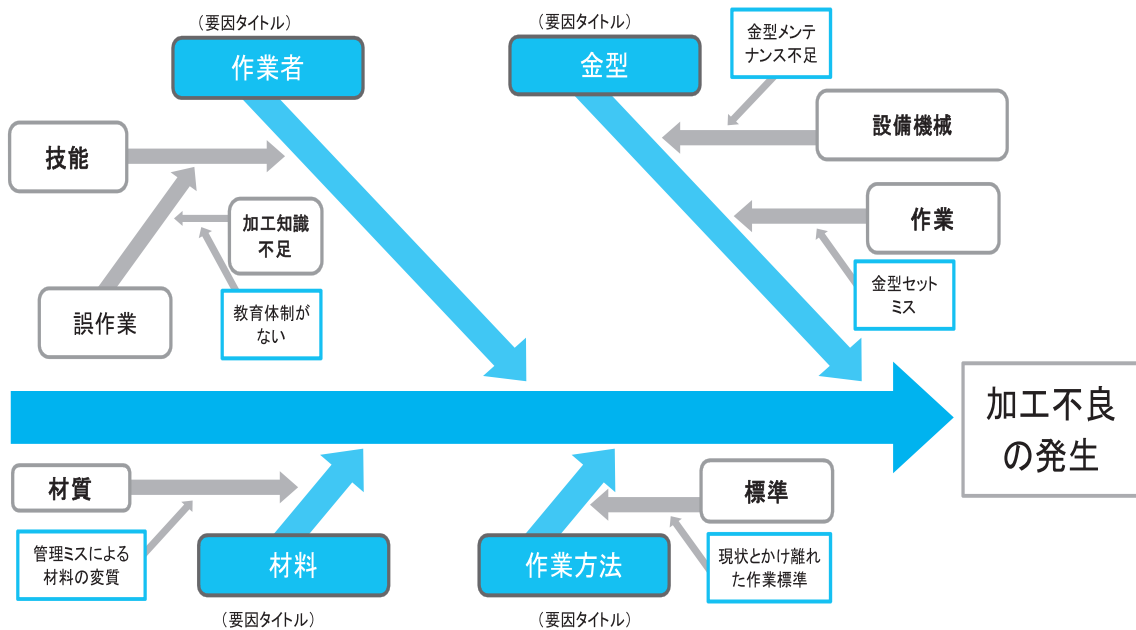 （要因タイトル）
作業者
（要因タイトル）
金型
金型メンテ
ナンス不足
設備機械
技能
作業
加工知識
不足
金型セット
ミス
誤作業
教育体制が
ない
加工不良
の発生
材質
標準
管理ミスによる
材料の変質
材料
作業方法
現状とかけ離れ
た作業標準
（要因タイトル）
（要因タイトル）